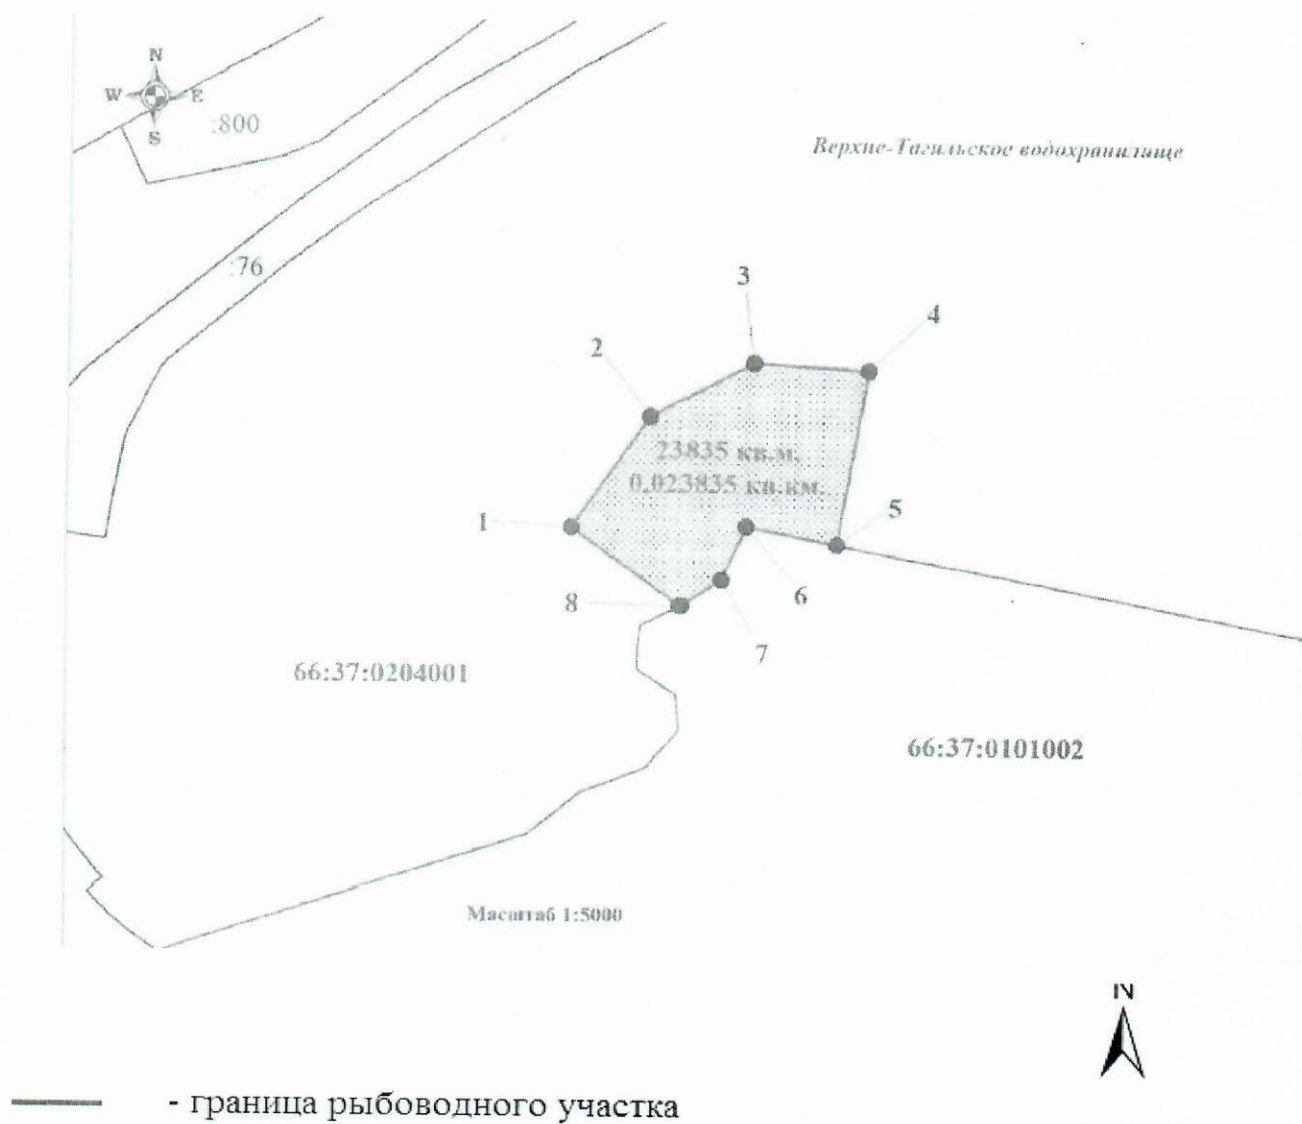 N
W E
S
:800
Верхне-Тагильское водохранилище
:76
3
4
2
23835 кв.м.
0,023835 кв.км.
1
5
6
8
7
66:37:0204001
66:37:0101002
Масштаб 1:5000
N
- граница рыбоводного участка